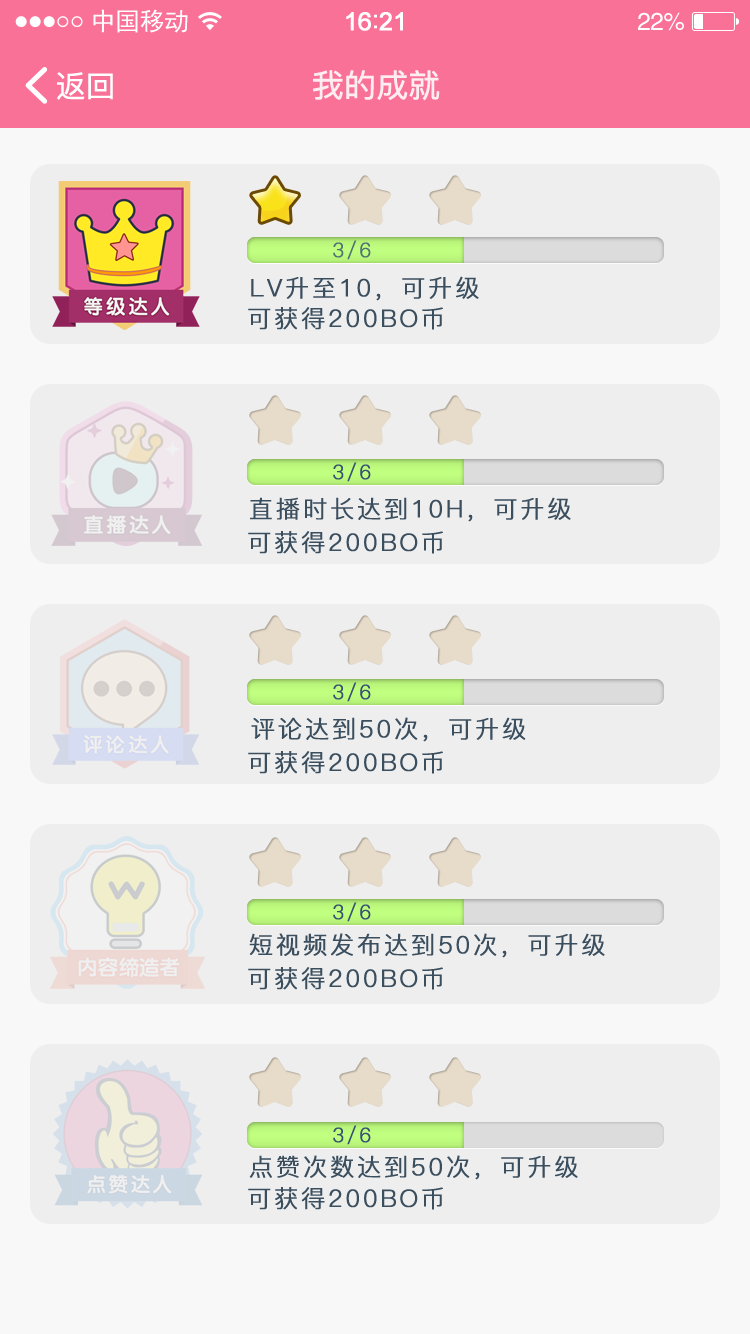 中国移动
16:21
22%
返回
我的成就
等级达人
3/6
LV升至10，可升级
可获得200BO币
直播达人
3/6
直播时长达到10H，可升级
可获得200BO币
评论达人
3/6
评论达到50次，可升级
可获得200BO币
W
内容缔造者
3/6
短视频发布达到50次，可升级
可获得200BO币
点赞达人
3/6
点赞次数达到50次，可升级
可获得200BO币